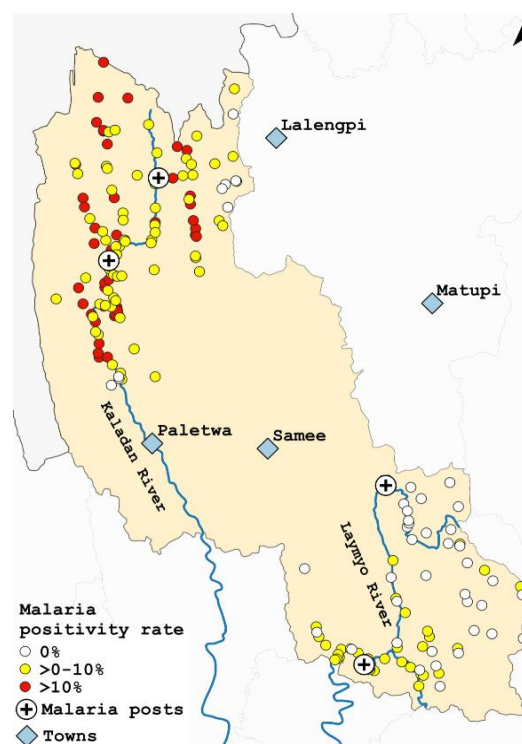 Lalengpi
Matupi
Kaladan River
Paletwa
Samee
Laymyo River
Malaria
positivity rate
0%
>0-10%
>10%
Malaria posts
Towns